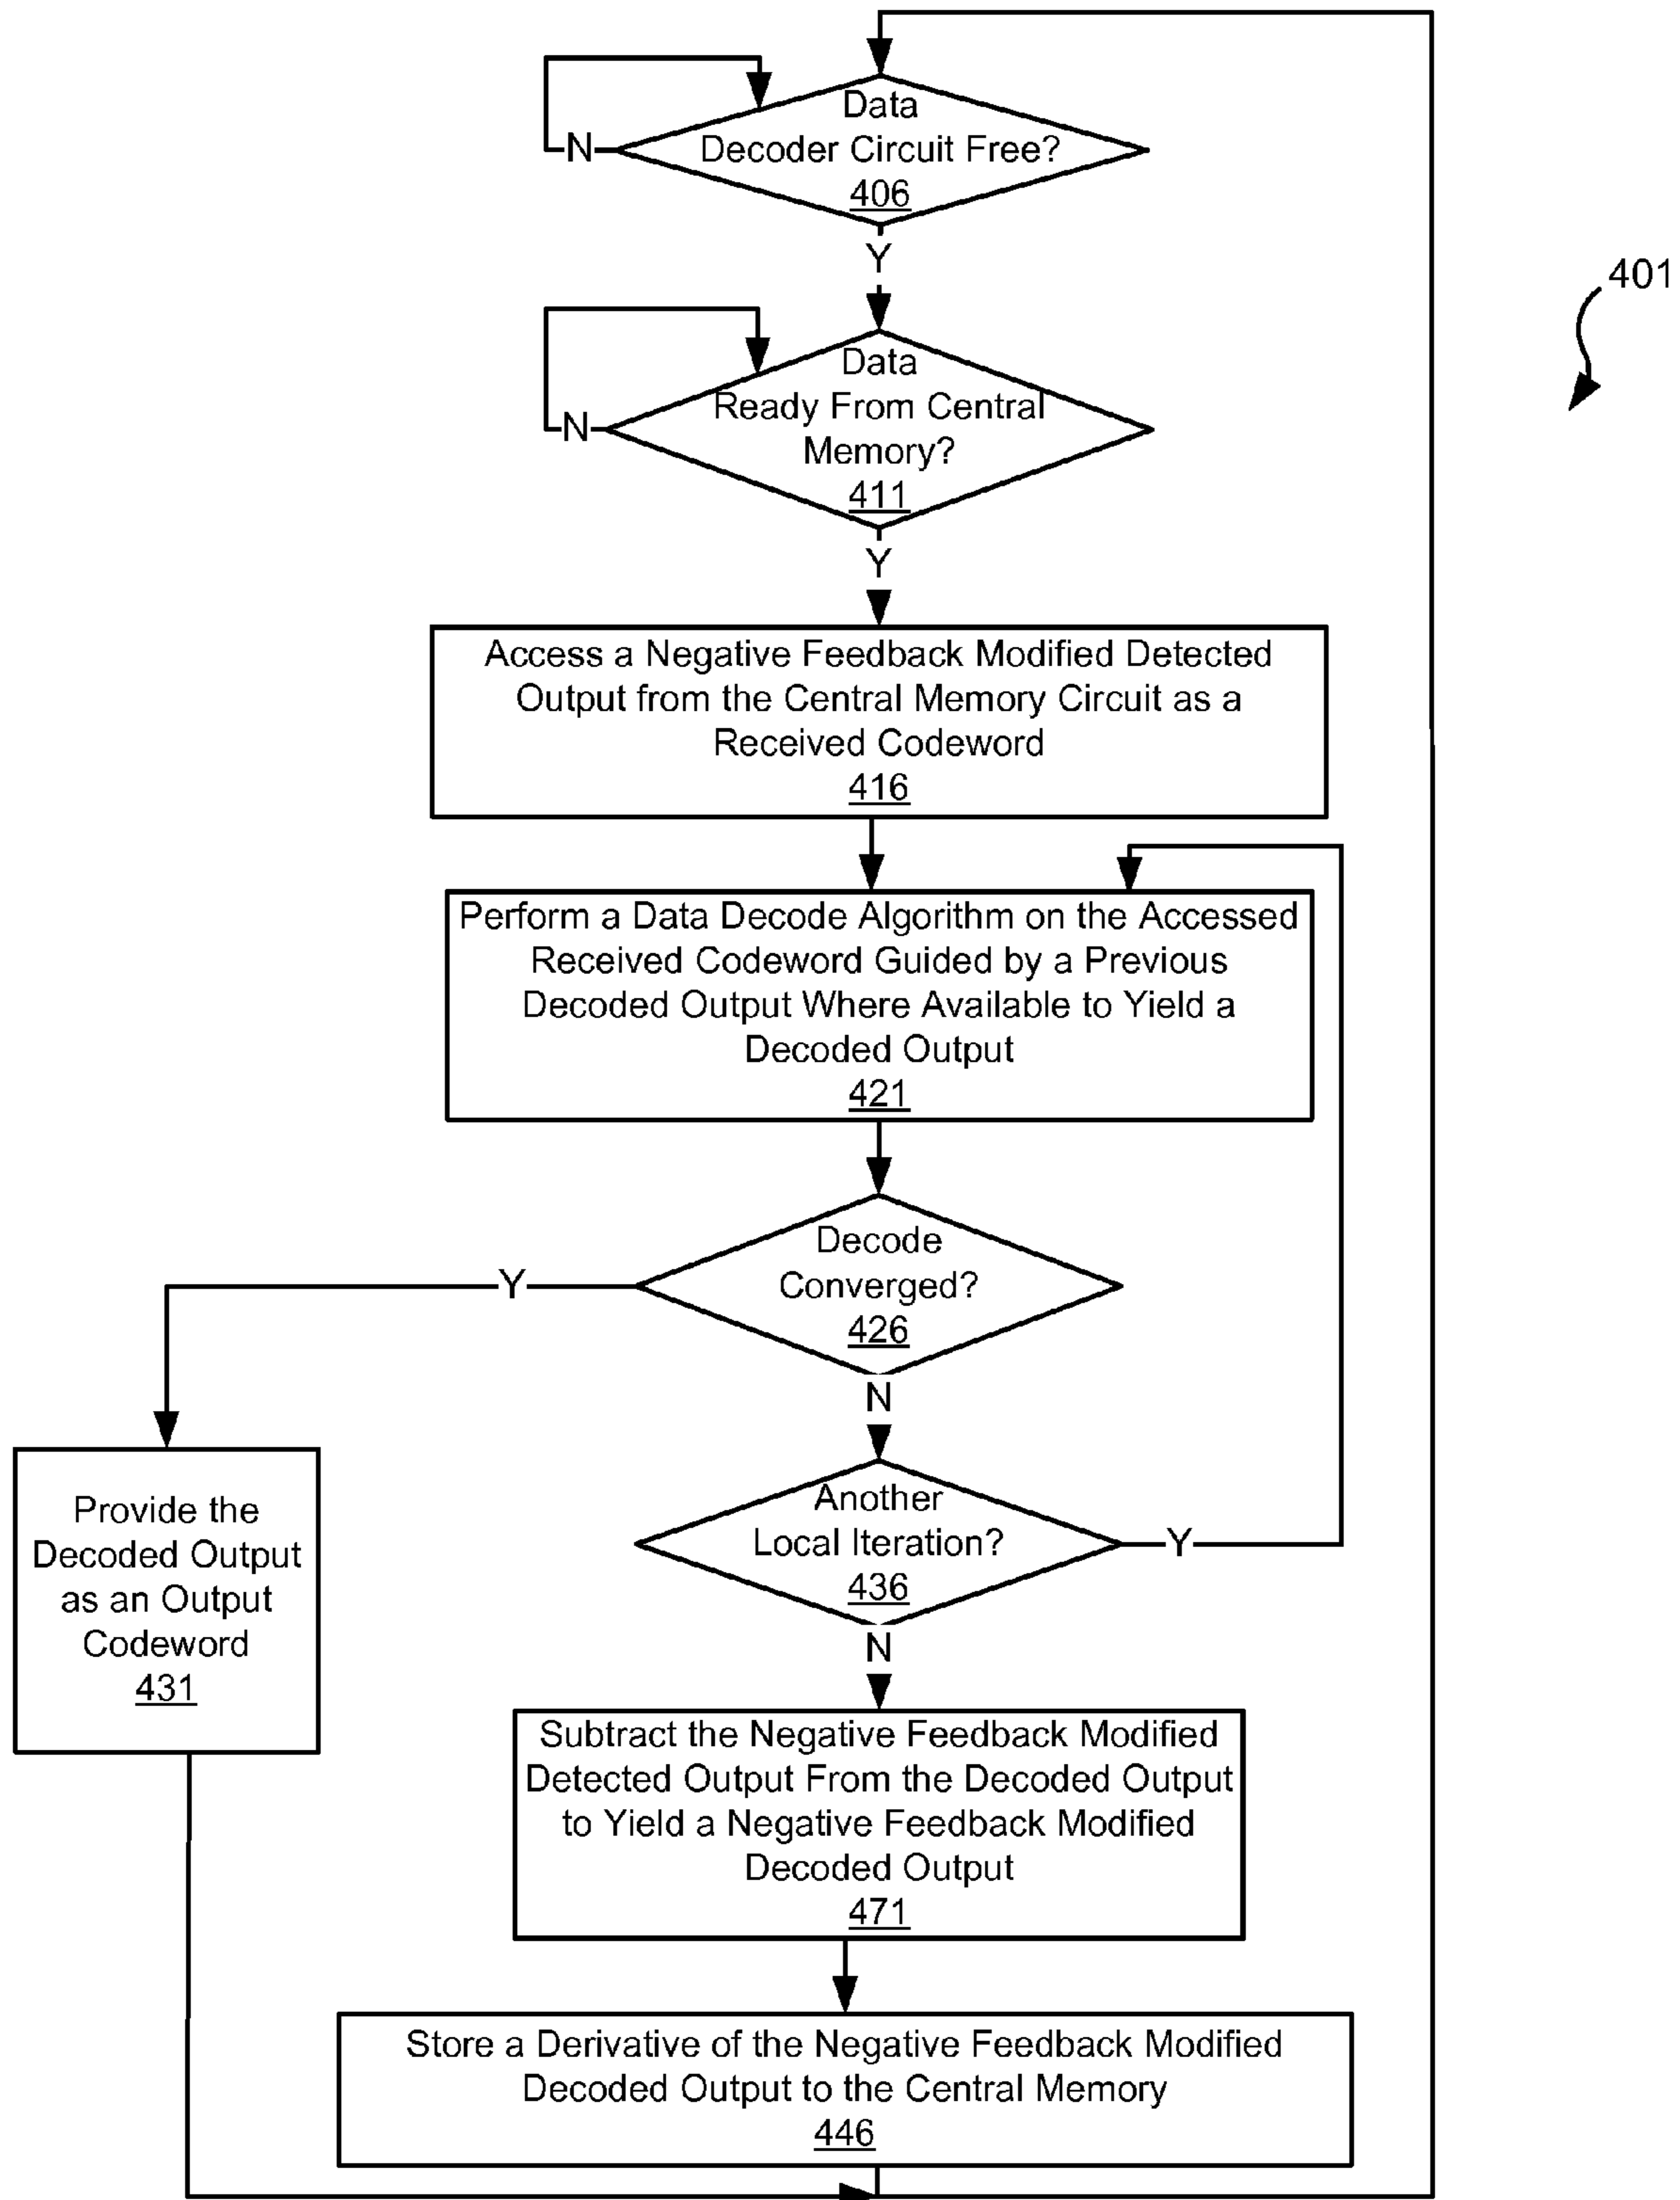 Data
Decoder Circuit Free?
406
N
Y
401
Data
Ready From Central
Memory?
411
N
Y
Access a Negative Feedback Modified Detected
Output from the Central Memory Circuit as a
Received Codeword
416
Perform a Data Decode Algorithm on the Accessed
Received Codeword Guided by a Previous
Decoded Output Where Available to Yield a
Decoded Output
421
Decode
Converged?
426
Y
N
Another
Local Iteration?
436
Y
N
Provide the
Decoded Output
as an Output
Codeword
431
Subtract the Negative Feedback Modified
Detected Output From the Decoded Output
to Yield a Negative Feedback Modified
Decoded Output
471
Store a Derivative of the Negative Feedback Modified
Decoded Output to the Central Memory
446